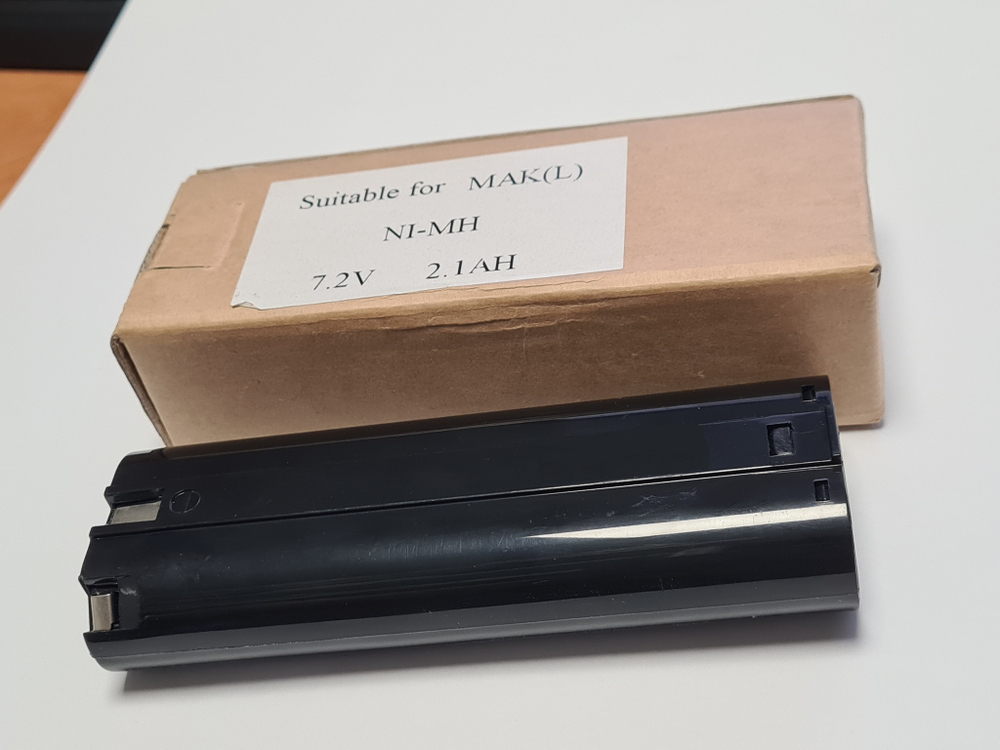 Suitable for MAK(L)
NI-MH
7.2V 2.1AH